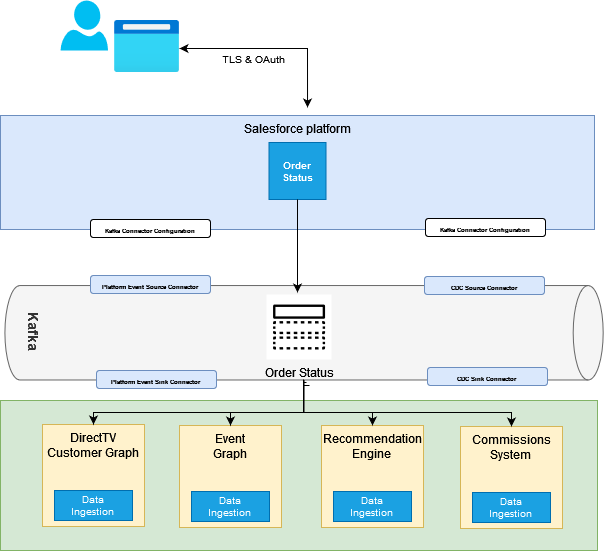 TLS & OAuth
Salesforce platform
Order
Status
Kafka Connector Configuration
Kafka Connector Configuration
Platform Event Source Connector
CDC Source Connector
Kafka
Order Status
Platform Event Sink Connector
CDC Sink Connector
DirectTV
Customer Graph
Data
Ingestion
Event
Graph
Data
Ingestion
Recommendation
Engine
Data
Ingestion
Commissions
System
Data
Ingestion